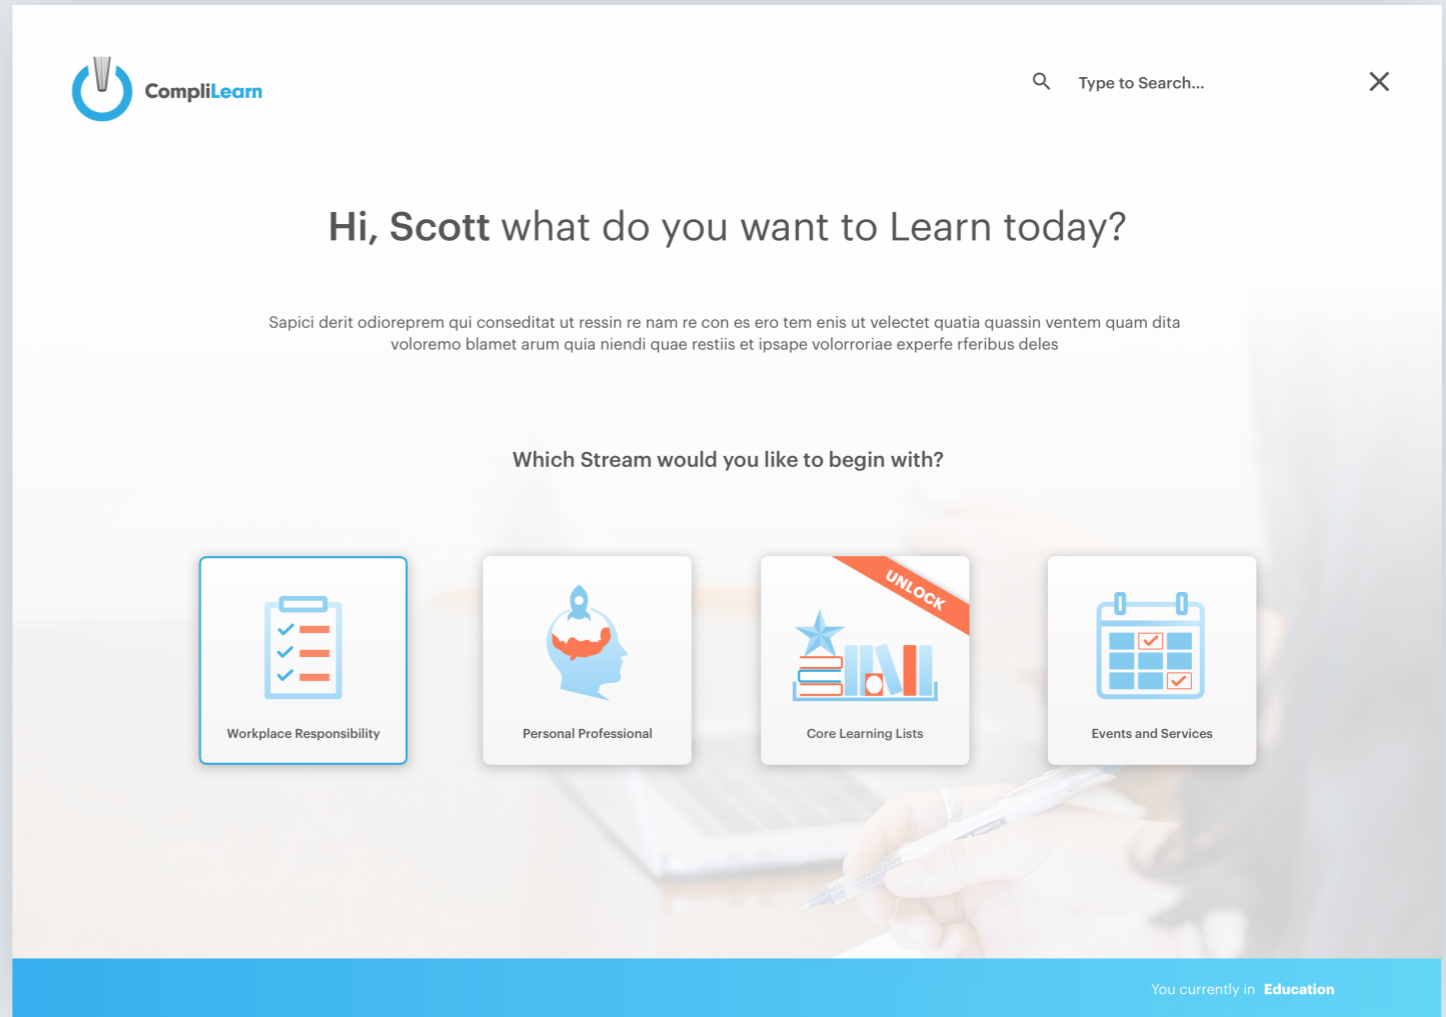 CompliLearn
Type to Search...
Hi, Scott what do you want to Learn today?
Sapici derit odioreprem qui conseditat ut ressin re nam re con es ero tem enis ut velectet quatia quassin ventem quam dita
voloremo blamet arum quia niendi quae restiis et ipsape volorroriae experfe rferibus deles
Which Stream would you like to begin with?
Workplace Responsibility
Personal Professional
UNLOCK
Core Learning Lists
Events and Services
You currently in Education